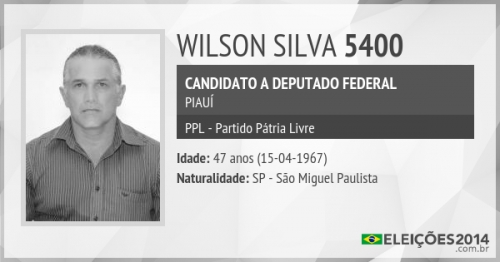 WILSON SILVA 5400
CANDIDATO A DEPUTADO FEDERAL
PIAUÍ
PPL - Partido Pátria Livre
Idade: 47 anos (15-04-1967)
Naturalidade: SP - São Miguel Paulista
ELEIÇÕES2014
.com.br